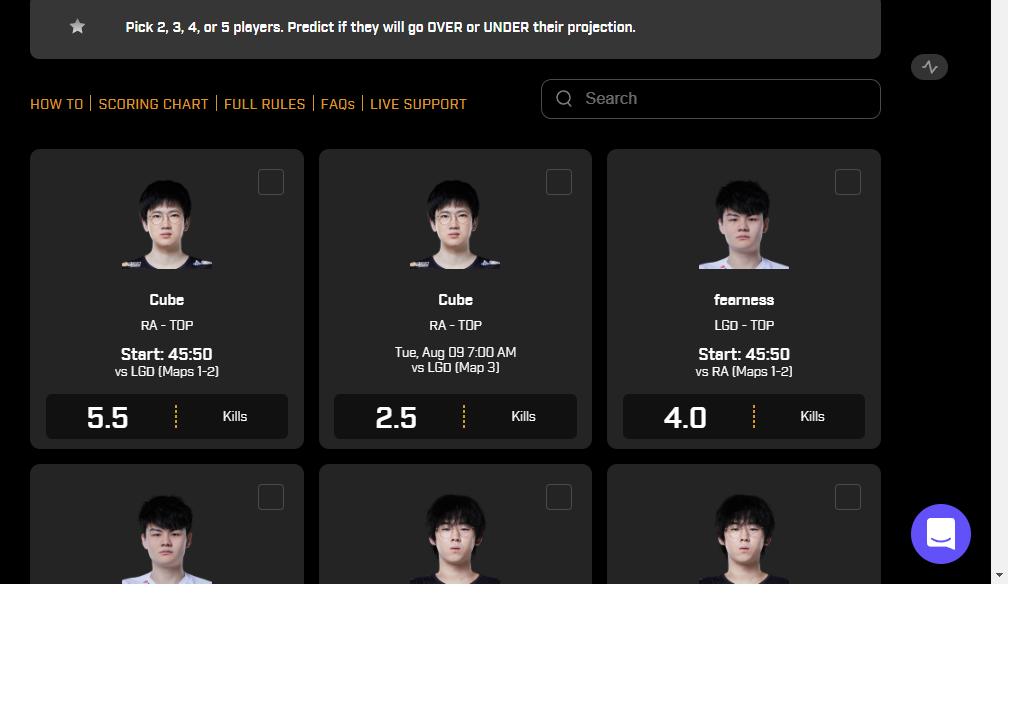 Pick 2, 3, 4, or 5 players. Predict if they will go OVER or UNDER their projection.
HOW TO | SCORING CHART | FULL RULES | FAQs | LIVE SUPPORT
Search
Cube
RA - TOP
Start: 45:50
vs LGD (Maps 1-2)
5.5 Kills
Cube
RA - TOP
Tue, Aug 09 7:00 AM
vs LGD (Map 3)
2.5 Kills
fearness
LGD - TOP
Start: 45:50
vs RA (Maps 1-2)
4.0 Kills